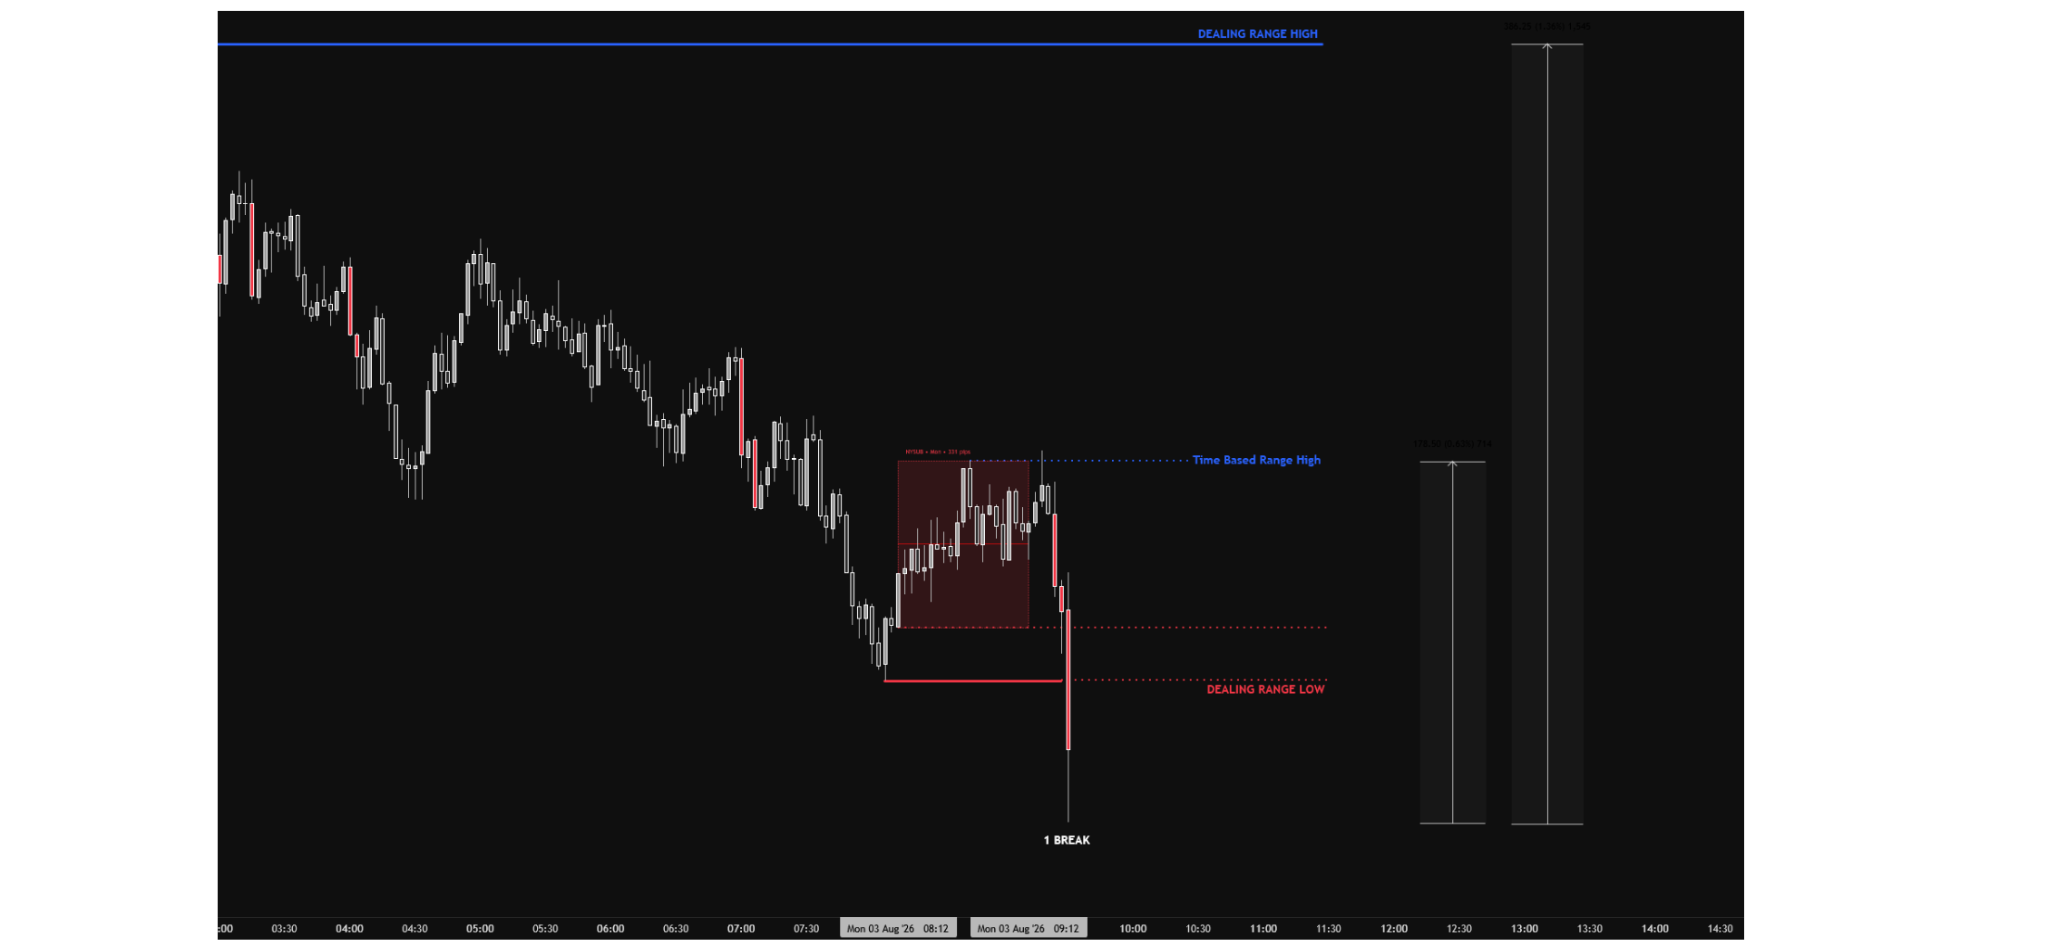 DEALING RANGE HIGH
Time Based Range High
DEALING RANGE LOW
1 BREAK
:00 03:30 04:00 04:30 05:00 05:30 06:00 06:30 07:00 07:30 Mon 03 Aug '26 08:12 Mon 03 Aug '26 09:12 10:00 10:30 11:00 11:30 12:00 12:30 13:00 13:30 14:00 14:30